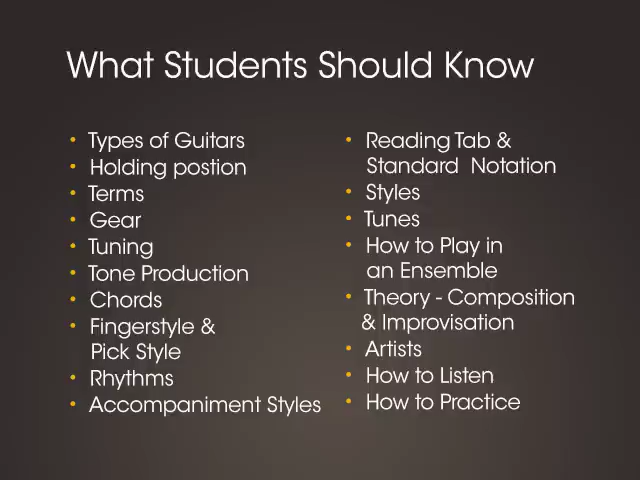 What Students Should Know
• Types of Guitars
• Holding postion
• Terms
• Gear
• Tuning
• Tone Production
• Chords
• Fingerstyle &
Pick Style
• Rhythms
• Accompaniment Styles
• Reading Tab &
Standard Notation
• Styles
• Tunes
• How to Play in
an Ensemble
• Theory - Composition
& Improvisation
• Artists
• How to Listen
• How to Practice